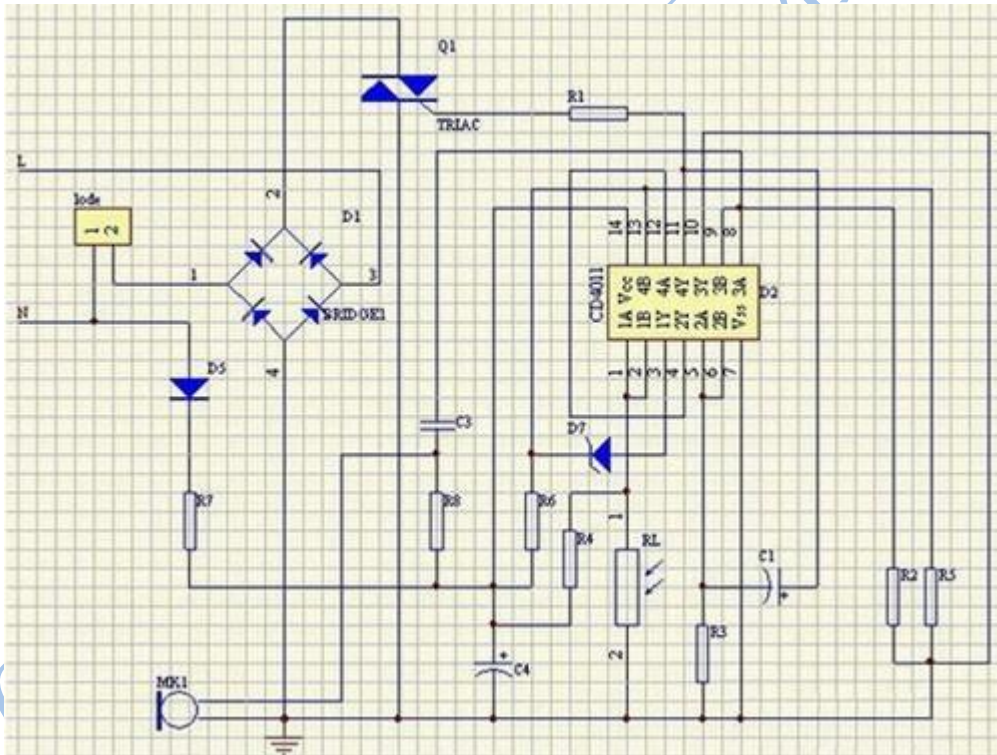 Q1
R1
TRIAC
L
lode
1 2
2
D1
1
3
14 13 12 11 10 9 8
N
BRIDGE1
CD4011
Vcc 4B 4A 4Y 3Y 3B 3A
1A 1B 1Y 2Y 2A 2B Vss
D2
D5
4
1 2 3 4 5 6 7
C3
D7
R7
R8
R6
1
R4
RL
C1
+
R2
R5
R3
2
+
C4
MK1